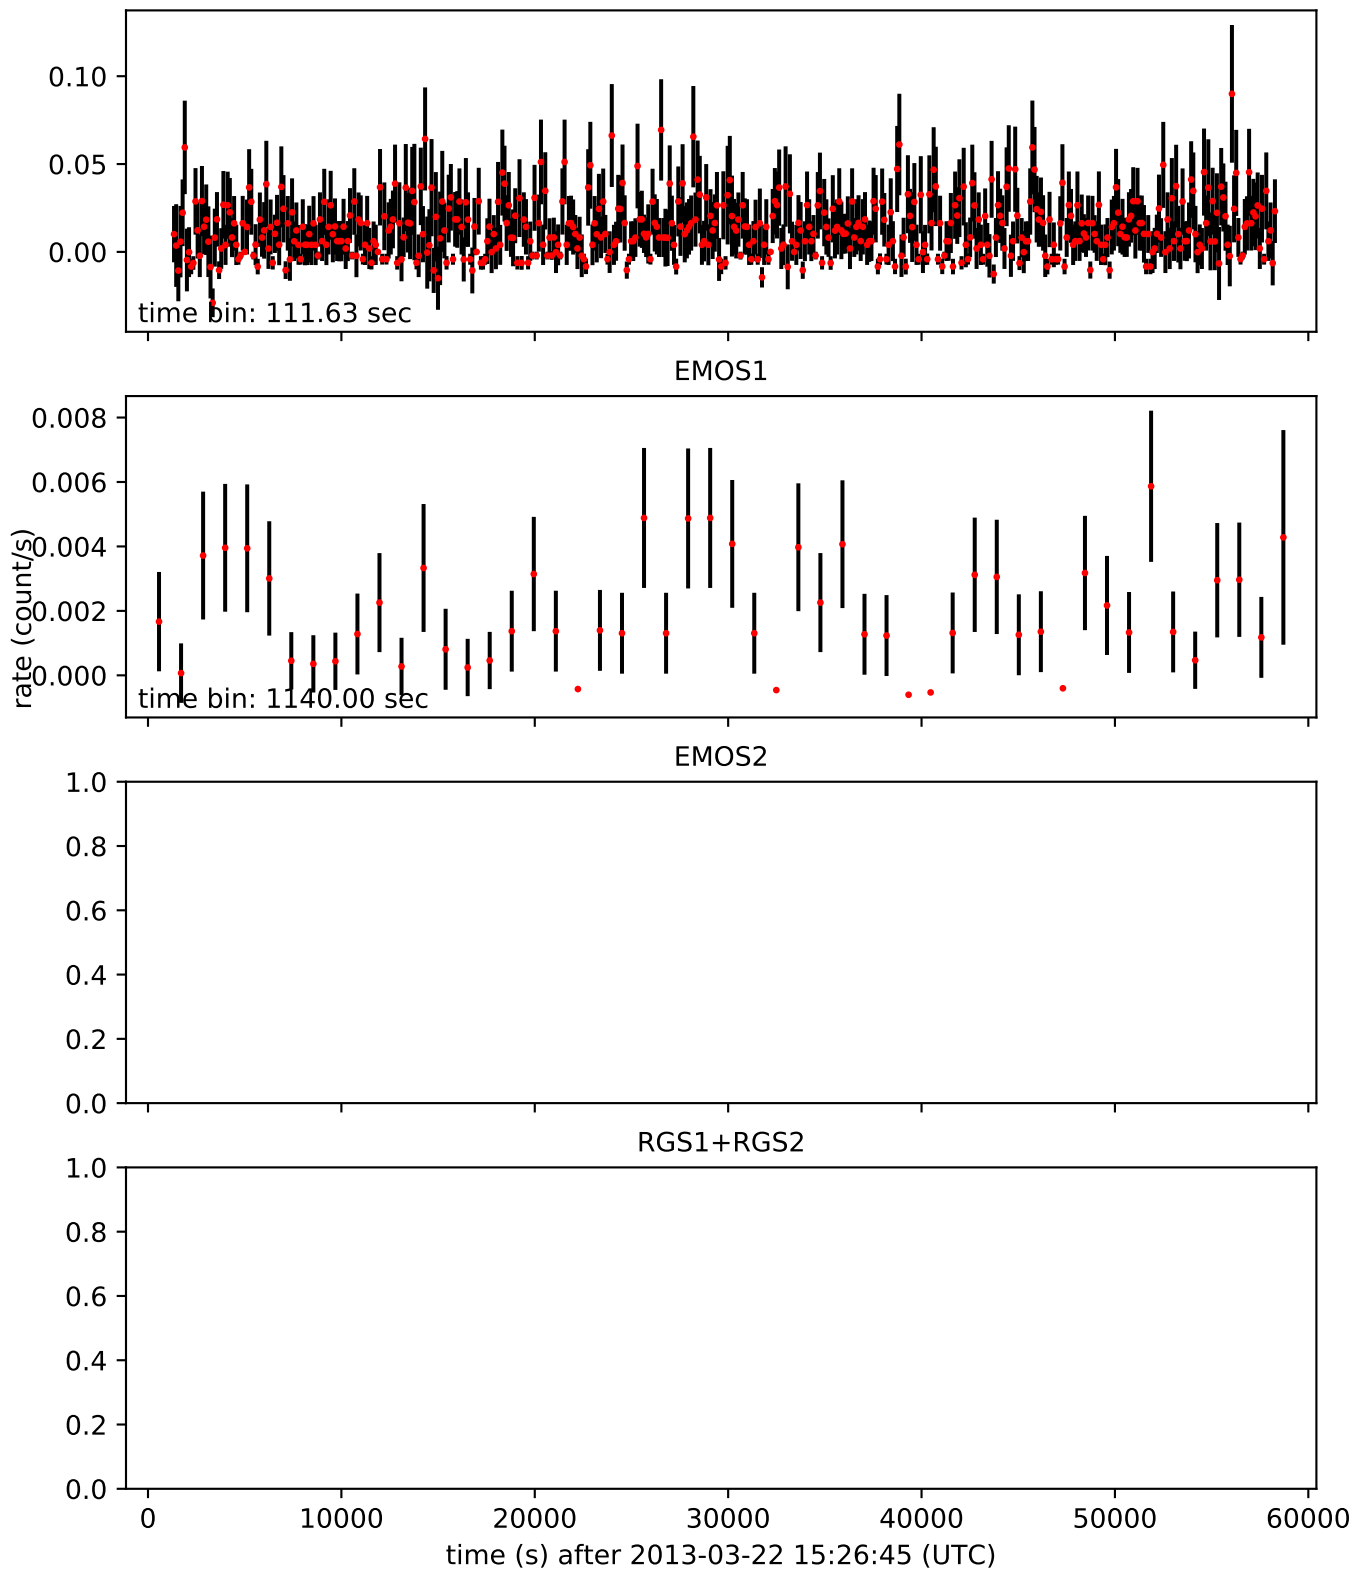 0.10
0.05
0.00
time bin: 111.63 sec
EMOS1
0.008
0.006
0.004
0.002
0.000
rate (count/s)
time bin: 1140.00 sec
EMOS2
1.0
0.8
0.6
0.4
0.2
0.0
RGS1+RGS2
1.0
0.8
0.6
0.4
0.2
0.0
0 10000 20000 30000 40000 50000 60000
time (s) after 2013-03-22 15:26:45 (UTC)